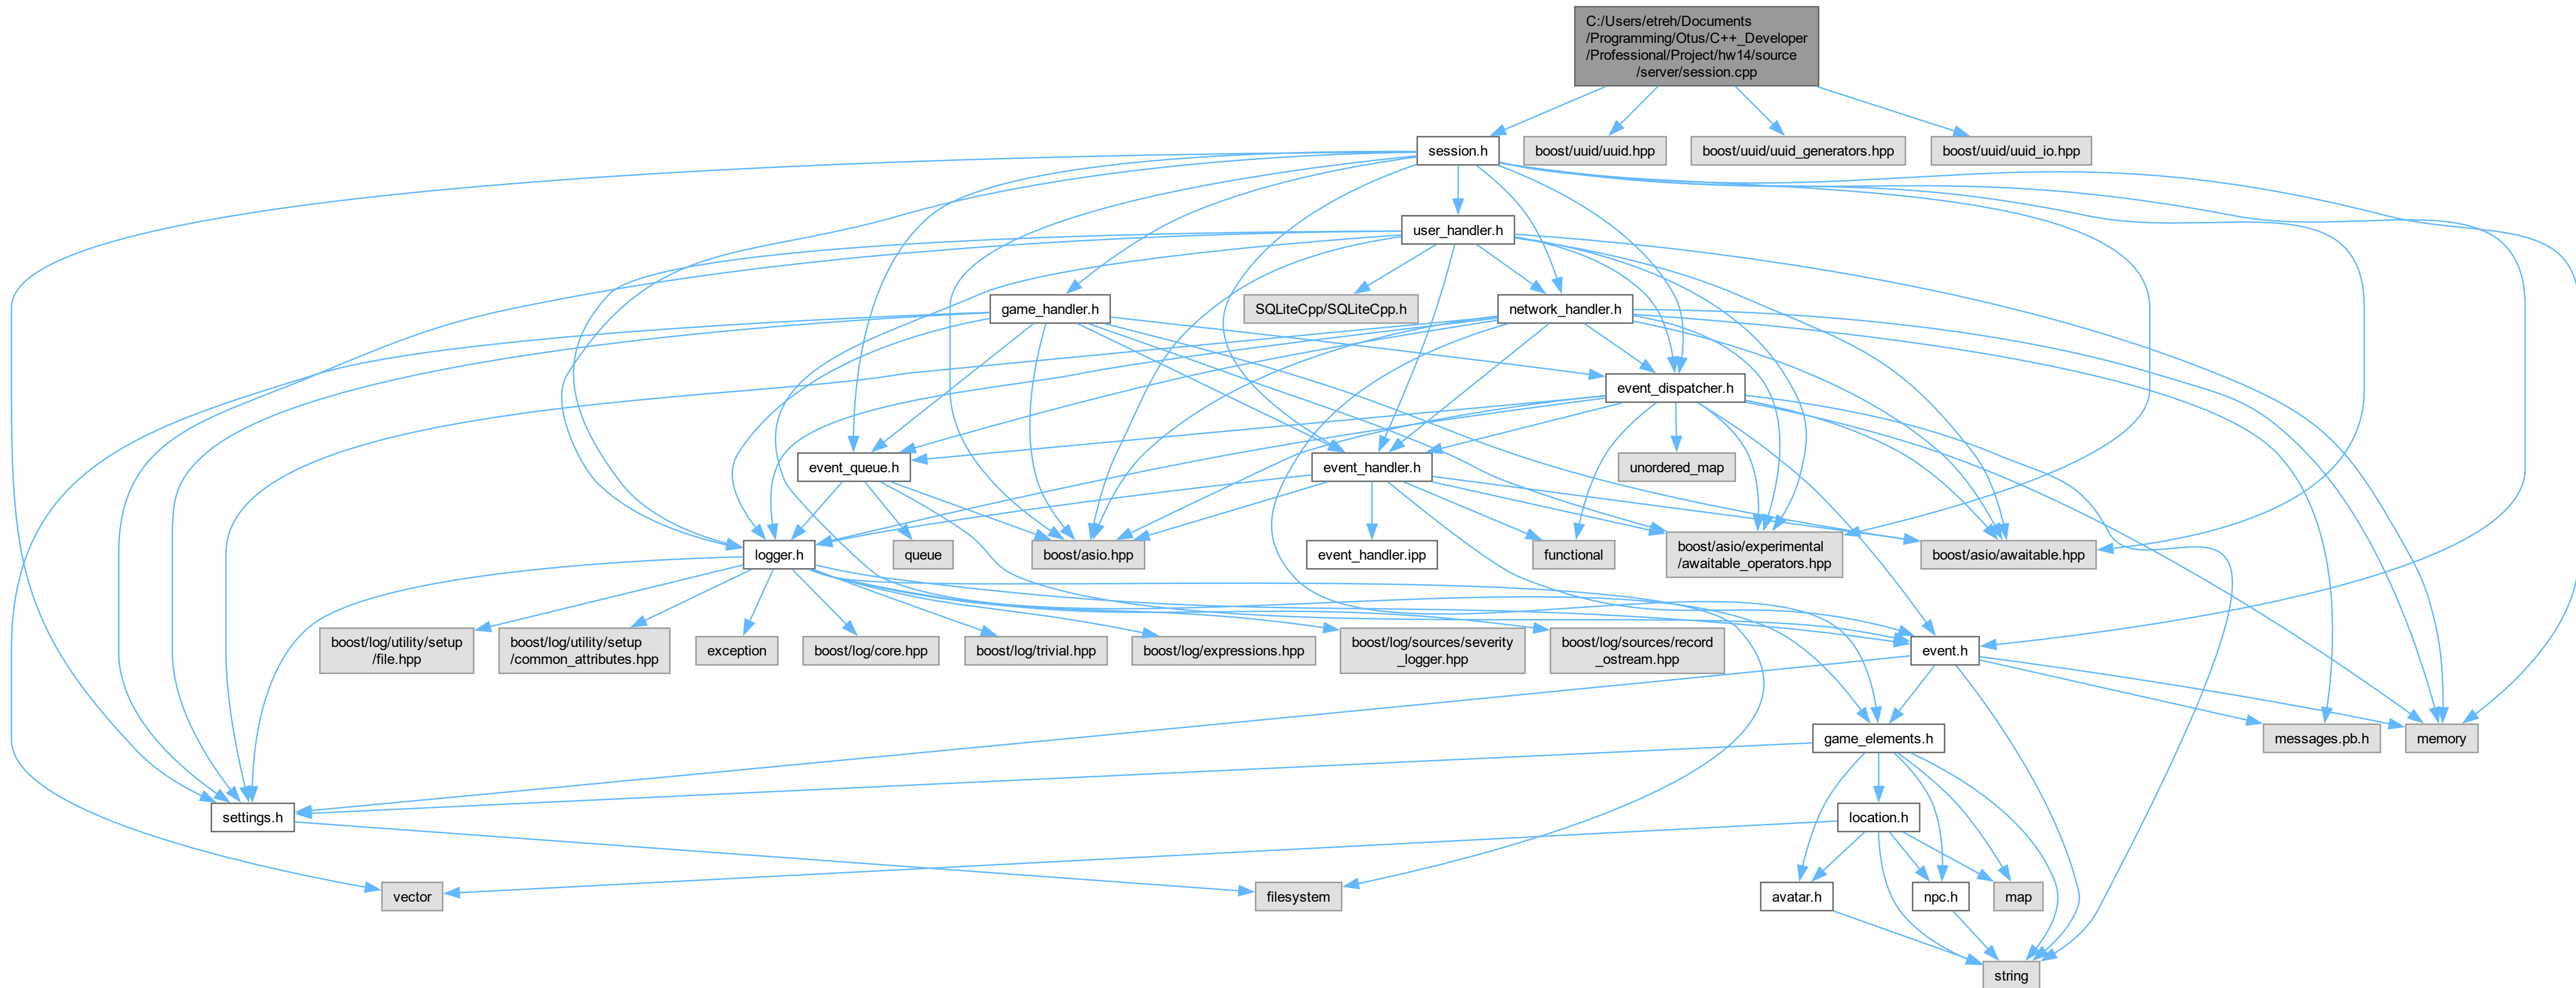 C:/Users/etreh/Documents
/Programming/Otus/C++_Developer
/Professional/Project/hw14/source
/server/session.cpp
session.h
boost/uuid/uuid.hpp
boost/uuid/uuid_generators.hpp
boost/uuid/uuid_io.hpp
user_handler.h
game_handler.h
SQLiteCpp/SQLiteCpp.h
network_handler.h
event_dispatcher.h
event_queue.h
event_handler.h
unordered_map
logger.h
queue
boost/asio.hpp
event_handler.ipp
functional
boost/asio/experimental
/awaitable_operators.hpp
boost/asio/awaitable.hpp
boost/log/utility/setup
/file.hpp
boost/log/utility/setup
/common_attributes.hpp
exception
boost/log/core.hpp
boost/log/trivial.hpp
boost/log/expressions.hpp
boost/log/sources/severity
_logger.hpp
boost/log/sources/record
_ostream.hpp
event.h
game_elements.h
messages.pb.h
memory
settings.h
location.h
vector
filesystem
avatar.h
npc.h
map
string